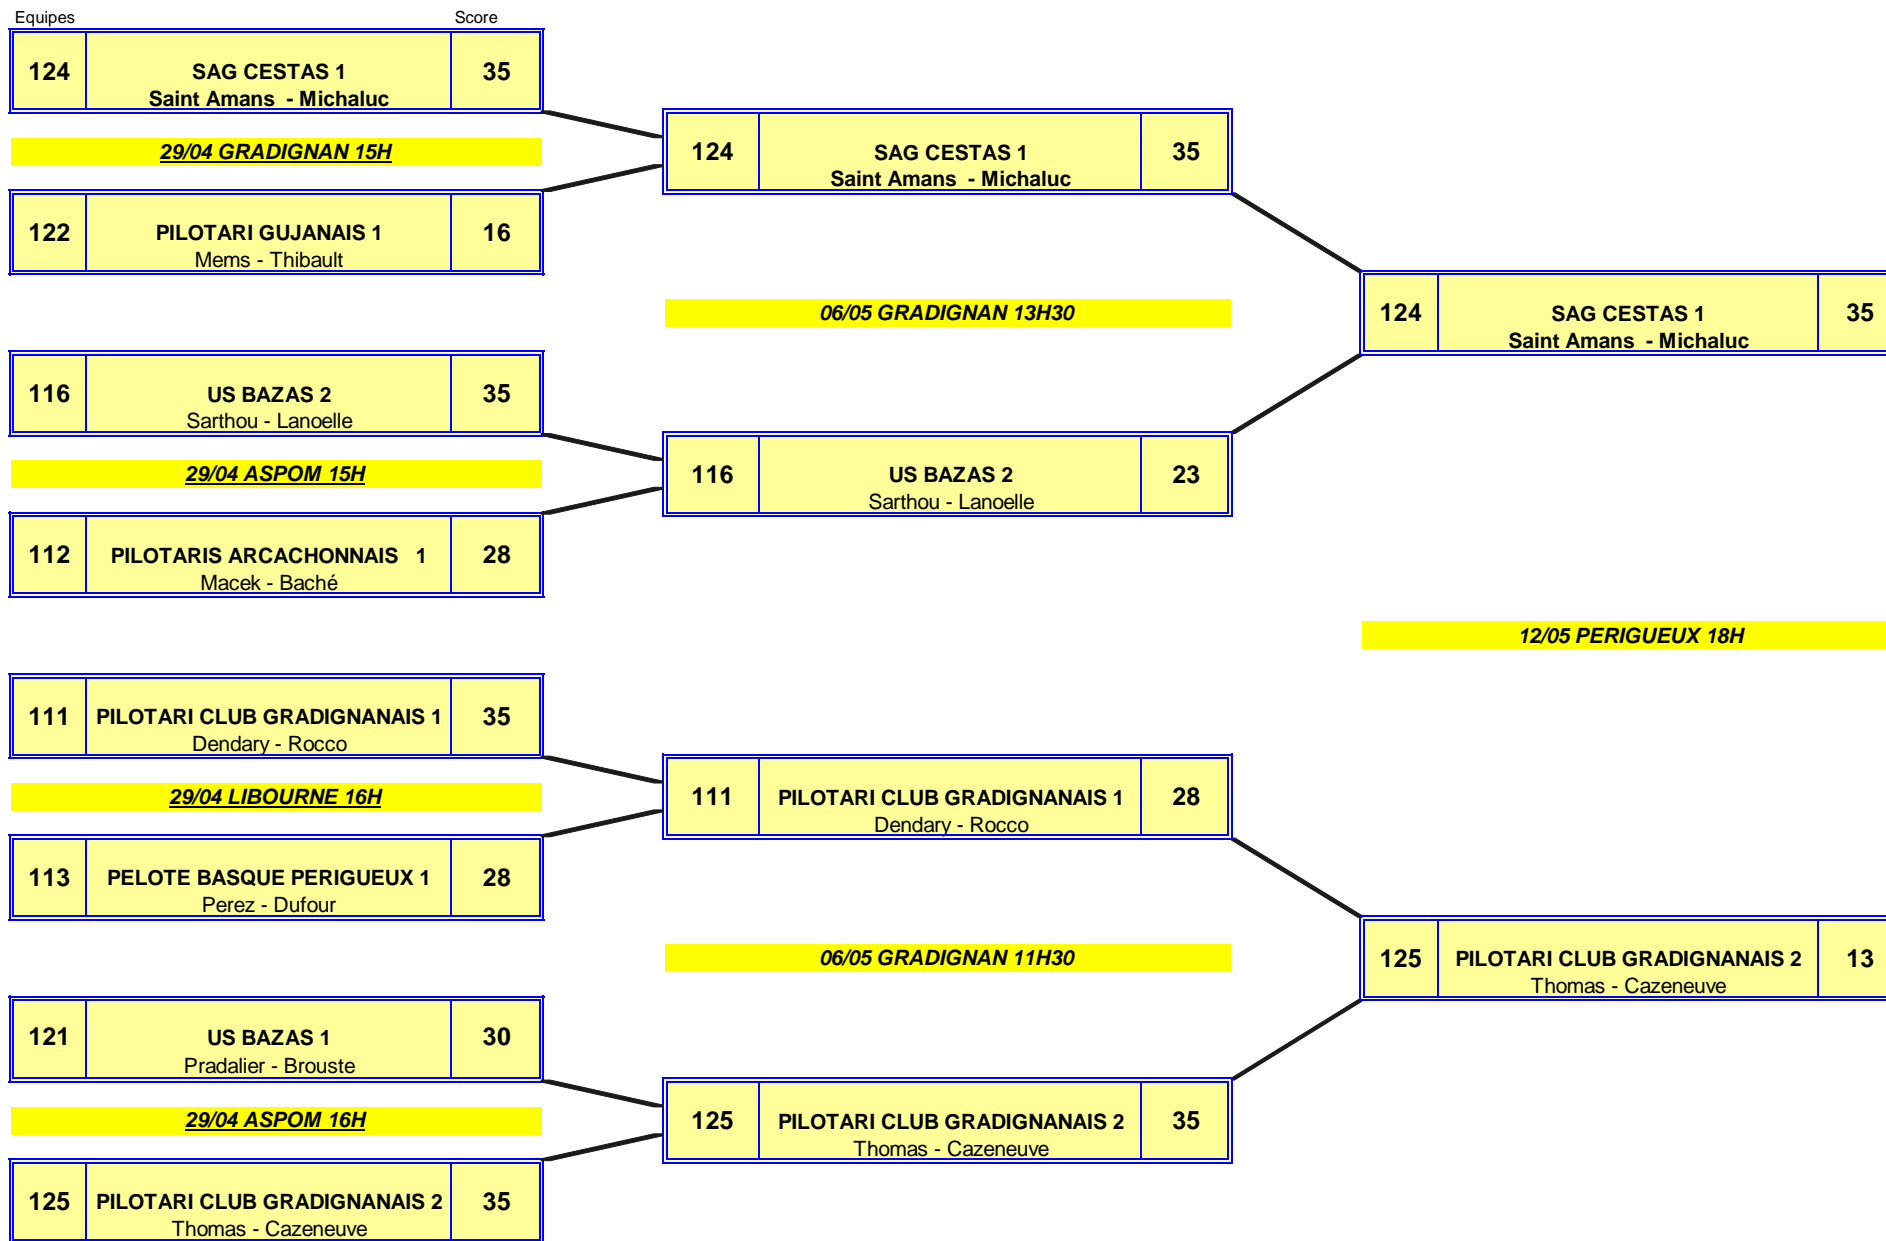 Equipes Score
124 SAG CESTAS 1 35
Saint Amans - Michaluc
29/04 GRADIGNAN 15H
122 PILOTARI GUJANAIS 1 16
Mems - Thibault
116 US BAZAS 2 35
Sarthou - Lanoelle
29/04 ASPOM 15H
112 PILOTARIS ARCACHONNAIS 1 28
Macek - Baché
111 PILOTARI CLUB GRADIGNANAIS 1 35
Dendary - Rocco
29/04 LIBOURNE 16H
113 PELOTE BASQUE PERIGUEUX 1 28
Perez - Dufour
121 US BAZAS 1 30
Pradalier - Brouste
29/04 ASPOM 16H
125 PILOTARI CLUB GRADIGNANAIS 2 35
Thomas - Cazeneuve
124 SAG CESTAS 1 35
Saint Amans - Michaluc
06/05 GRADIGNAN 13H30
116 US BAZAS 2 23
Sarthou - Lanoelle
111 PILOTARI CLUB GRADIGNANAIS 1 28
Dendary - Rocco
06/05 GRADIGNAN 11H30
125 PILOTARI CLUB GRADIGNANAIS 2 35
Thomas - Cazeneuve
124 SAG CESTAS 1 35
Saint Amans - Michaluc
12/05 PERIGUEUX 18H
125 PILOTARI CLUB GRADIGNANAIS 2 13
Thomas - Cazeneuve